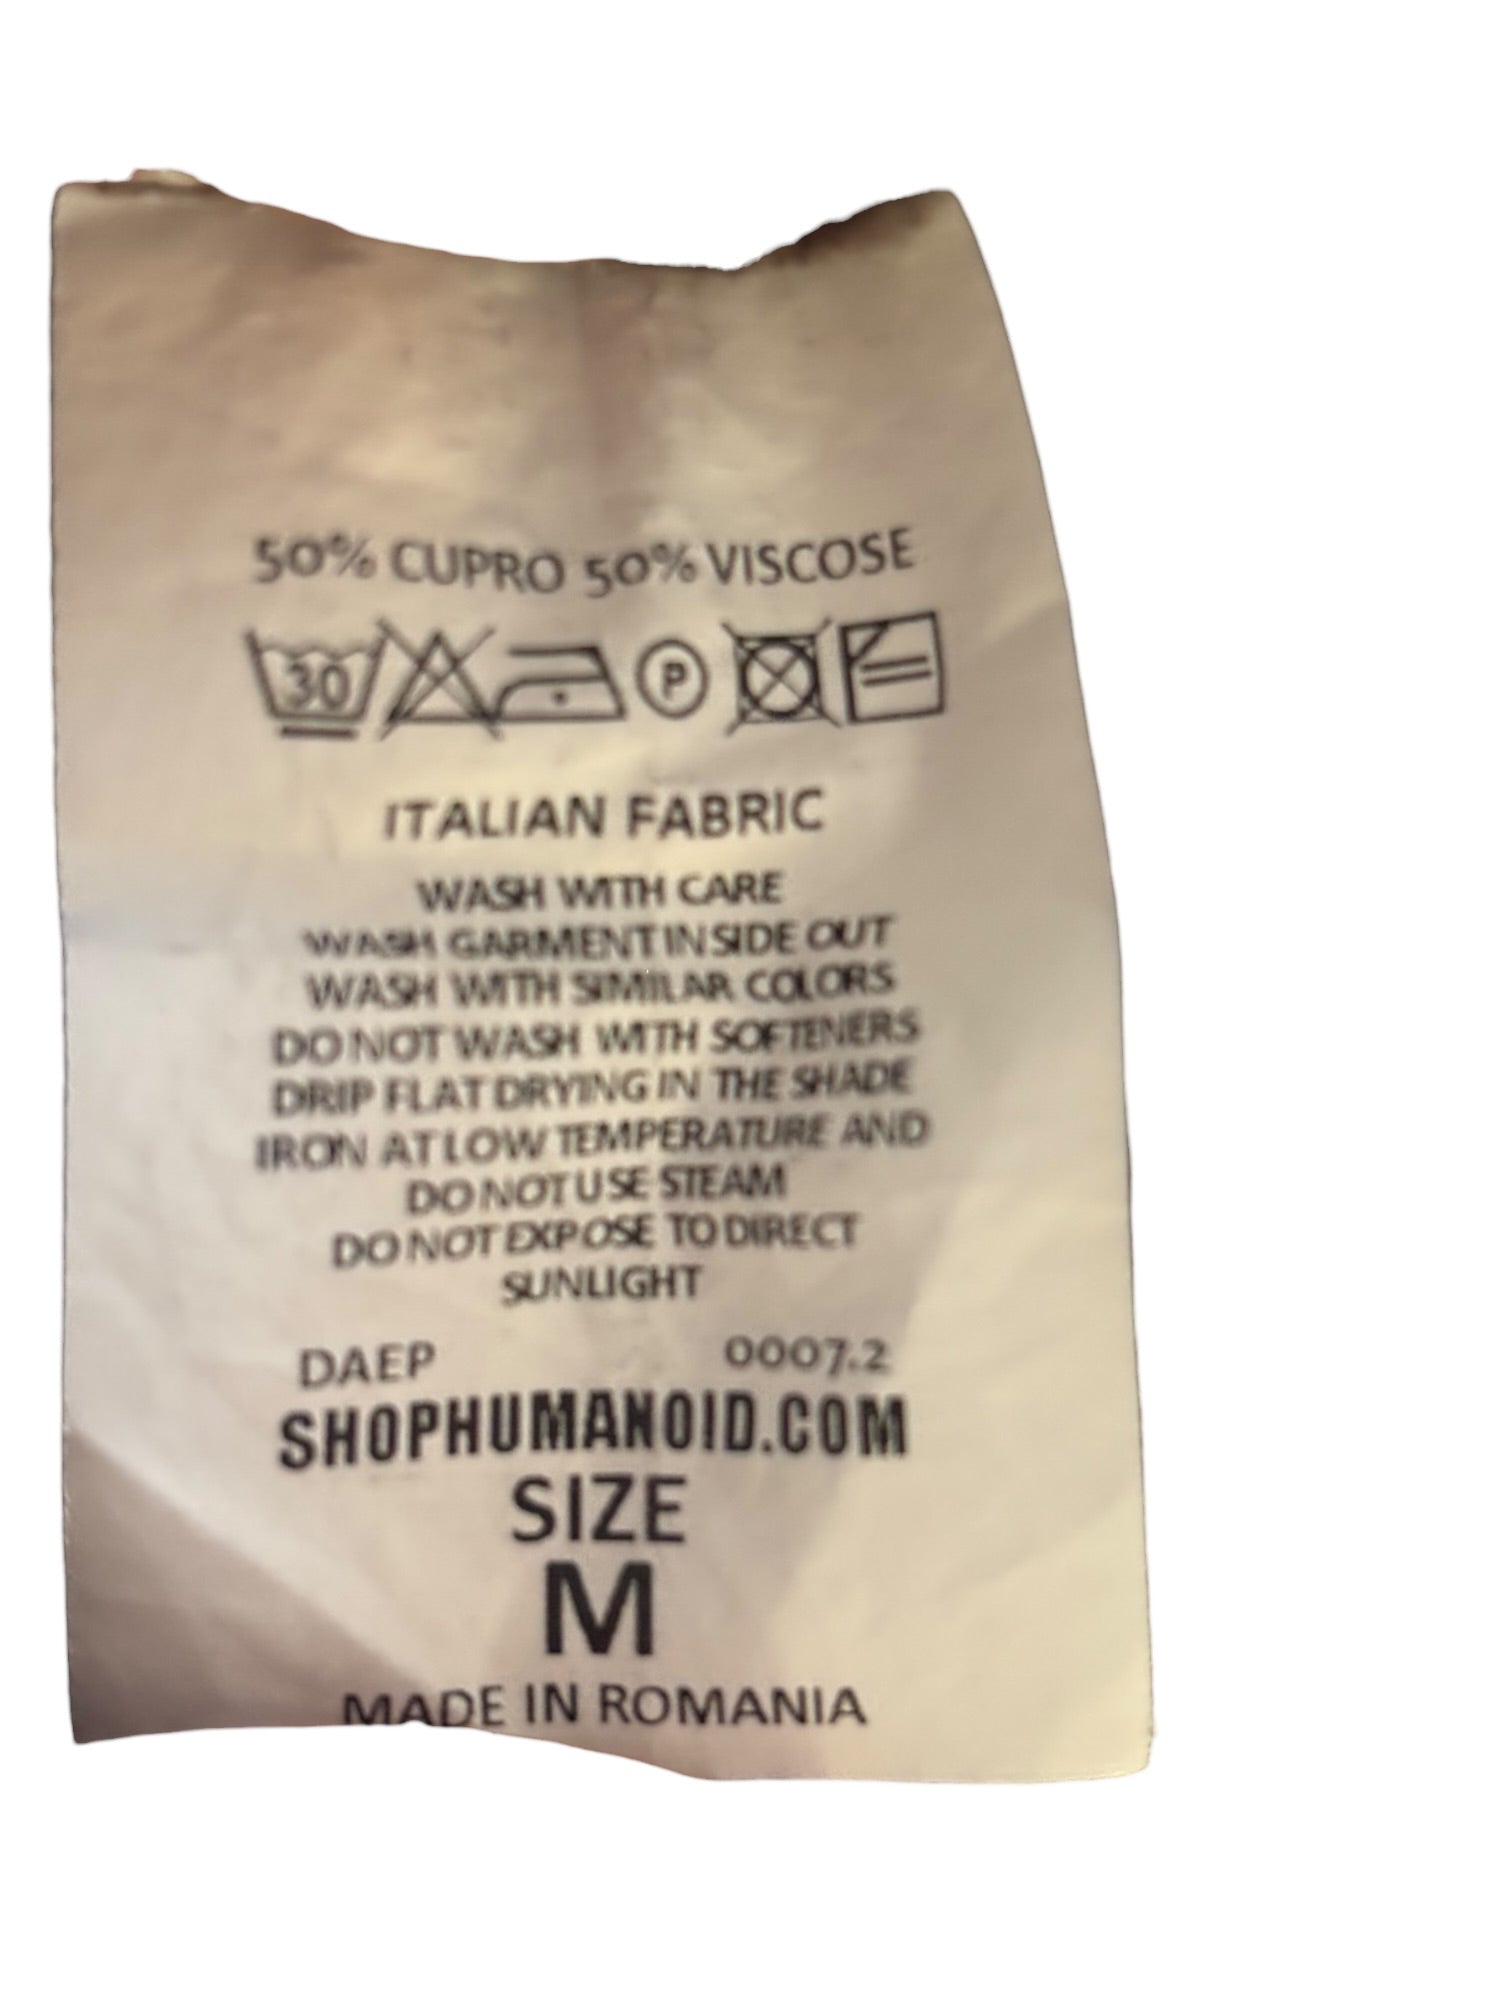 50% CUPRO 50% VISCOSE
30 P
ITALIAN FABRIC
WASH WITH CARE
WASH GARMENT INSIDE OUT
WASH WITH SIMILAR COLORS
DO NOT WASH WITH SOFTENERS
DRIP FLAT DRYING IN THE SHADE
IRON AT LOW TEMPERATURE AND
DO NOT USE STEAM
DO NOT EXPOSE TO DIRECT
SUNLIGHT
DAEP 0007.2
SHOPHUMANOID.COM
SIZE
M
MADE IN ROMANIA